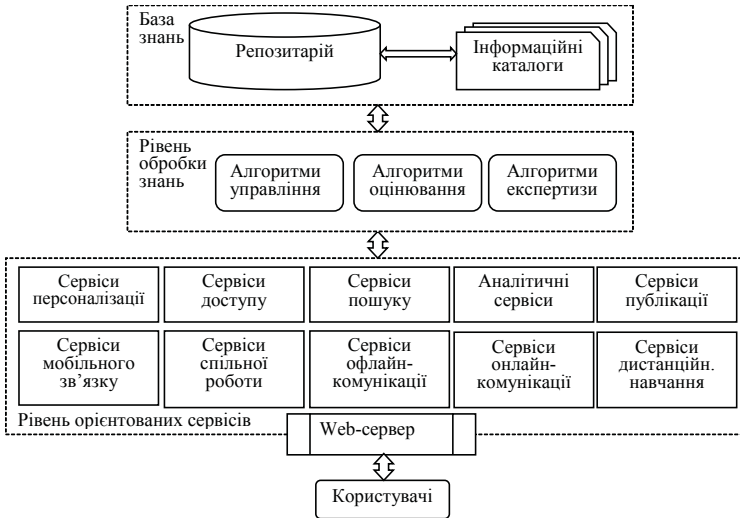 База
знань
Репозитарій
Інформаційні
каталоги
Рівень
обробки
знань
Алгоритми
управління
Алгоритми
оцінювання
Алгоритми
експертизи
Сервіси
персоналізації
Сервіси
доступу
Сервіси
пошуку
Аналітичні
сервіси
Сервіси
публікації
Сервіси
мобільного
зв’язку
Сервіси
спільної
роботи
Сервіси
офлайн-
комунікації
Сервіси
онлайн-
комунікації
Сервіси
дистанційн.
навчання
Рівень орієнтованих сервісів
Web-сервер
Користувачі